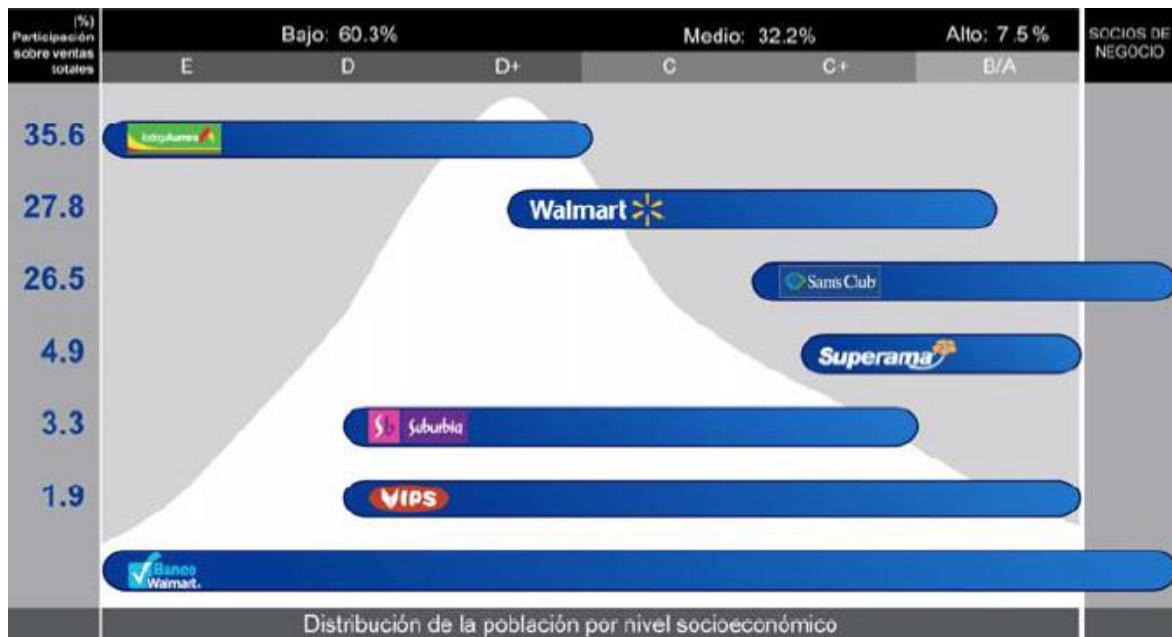 (%)
Participación
sobre ventas
totales
Bajo: 60.3%
Medio: 32.2%
Alto: 7.5%
SOCIOS DE
NEGOCIO
E D D+ C C+ B/A
35.6
27.8
Walmart
26.5
Sam's Club
4.9
Superama
3.3
Sb Suburbia
1.9
VIPS
Banco
Walmart.
Distribución de la población por nivel socioeconómico